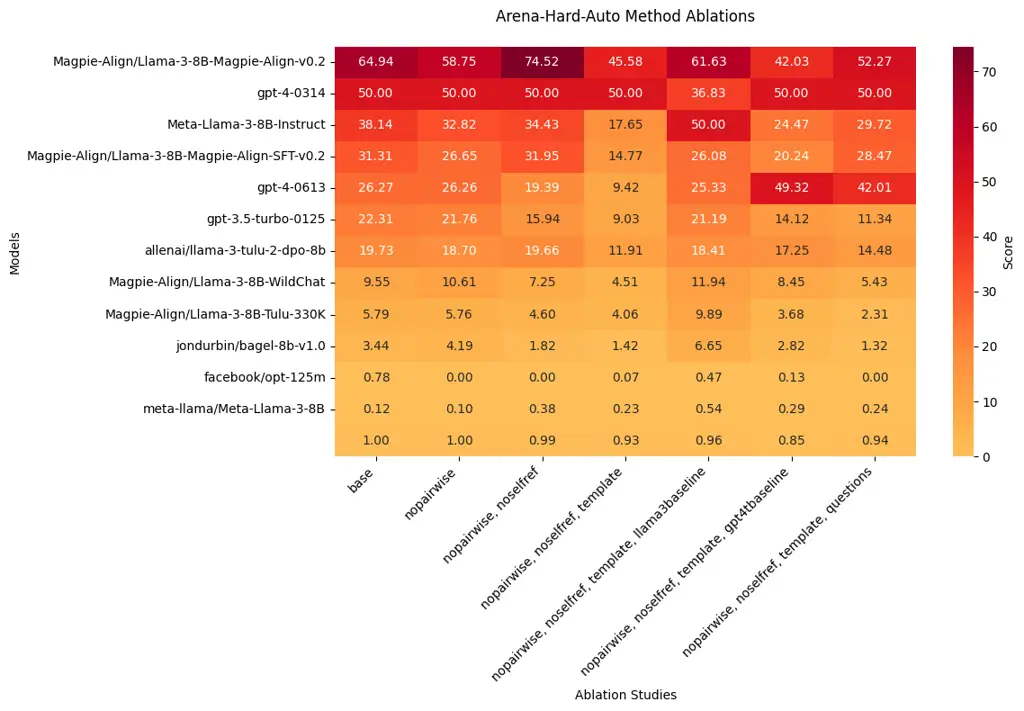 Arena-Hard-Auto Method Ablations
Magpie-Align/Llama-3-8B-Magpie-Align-v0.2 64.94 58.75 74.52 45.58 61.63 42.03 52.27
gpt-4-0314 50.00 50.00 50.00 50.00 36.83 50.00 50.00
Meta-Llama-3-8B-Instruct 38.14 32.82 34.43 17.65 50.00 24.47 29.72
Magpie-Align/Llama-3-8B-Magpie-Align-SFT-v0.2 31.31 26.65 31.95 14.77 26.08 20.24 28.47
gpt-4-0613 26.27 26.26 19.39 9.42 25.33 49.32 42.01
gpt-3.5-turbo-0125 22.31 21.76 15.94 9.03 21.19 14.12 11.34
allenai/llama-3-tulu-2-dpo-8b 19.73 18.70 19.66 11.91 18.41 17.25 14.48
Magpie-Align/Llama-3-8B-WildChat 9.55 10.61 7.25 4.51 11.94 8.45 5.43
Magpie-Align/Llama-3-8B-Tulu-330K 5.79 5.76 4.60 4.06 9.89 3.68 2.31
jondurbin/bagel-8b-v1.0 3.44 4.19 1.82 1.42 6.65 2.82 1.32
facebook/opt-125m 0.78 0.00 0.00 0.07 0.47 0.13 0.00
meta-llama/Meta-Llama-3-8B 0.12 0.10 0.38 0.23 0.54 0.29 0.24
1.00 1.00 0.99 0.93 0.96 0.85 0.94
Models
base
nopairwise
nopairwise, noselfref
nopairwise, noselfref, template
nopairwise, noselfref, template, llama3baseline
nopairwise, noselfref, template, gpt4tbaseline
nopairwise, noselfref, template, questions
Ablation Studies
70
60
50
40
30
20
10
0
Score